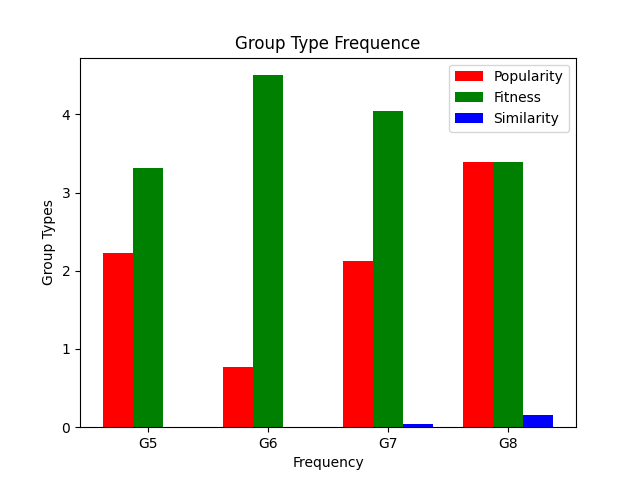 Group Type Frequence
Popularity
Fitness
Similarity
Group Types
4
3
2
1
0
G5 G6 G7 G8
Frequency